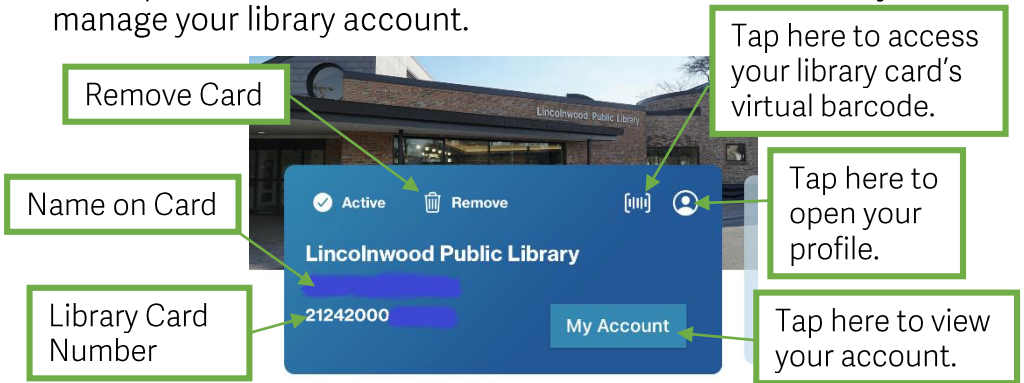 manage your library account.
Tap here to access
your library card's
virtual barcode.
Remove Card
Lincolnwood Public Library
Name on Card
Active
Remove
Tap here to
open your
profile.
Lincolnwood Public Library
Library Card
Number
21242000
My Account
Tap here to view
your account.